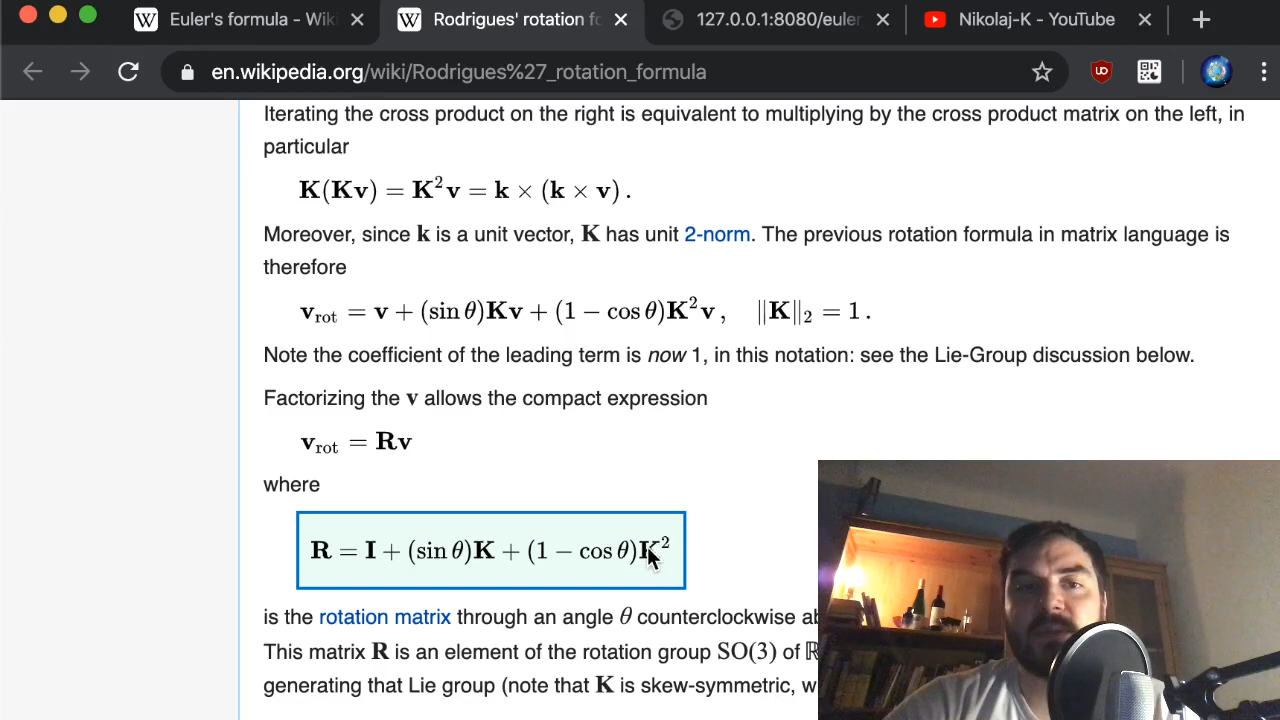 Euler's formula - Wiki
Rodrigues' rotation fo
127.0.0.1:8080/euler
Nikolaj-K - YouTube
en.wikipedia.org/wiki/Rodrigues%27_rotation_formula
Iterating the cross product on the right is equivalent to multiplying by the cross product matrix on the left, in
particular
K(Kv) = K²v = k × (k × v) .
Moreover, since k is a unit vector, K has unit 2-norm. The previous rotation formula in matrix language is
therefore
v_rot = v + (sin θ)Kv + (1 − cos θ)K²v , ‖K‖₂ = 1 .
Note the coefficient of the leading term is now 1, in this notation: see the Lie-Group discussion below.
Factorizing the v allows the compact expression
v_rot = Rv
where
R = I + (sin θ)K + (1 − cos θ)K²
is the rotation matrix through an angle θ counterclockwise
This matrix R is an element of the rotation group SO(3) of ℝ
generating that Lie group (note that K is skew-symmetric,